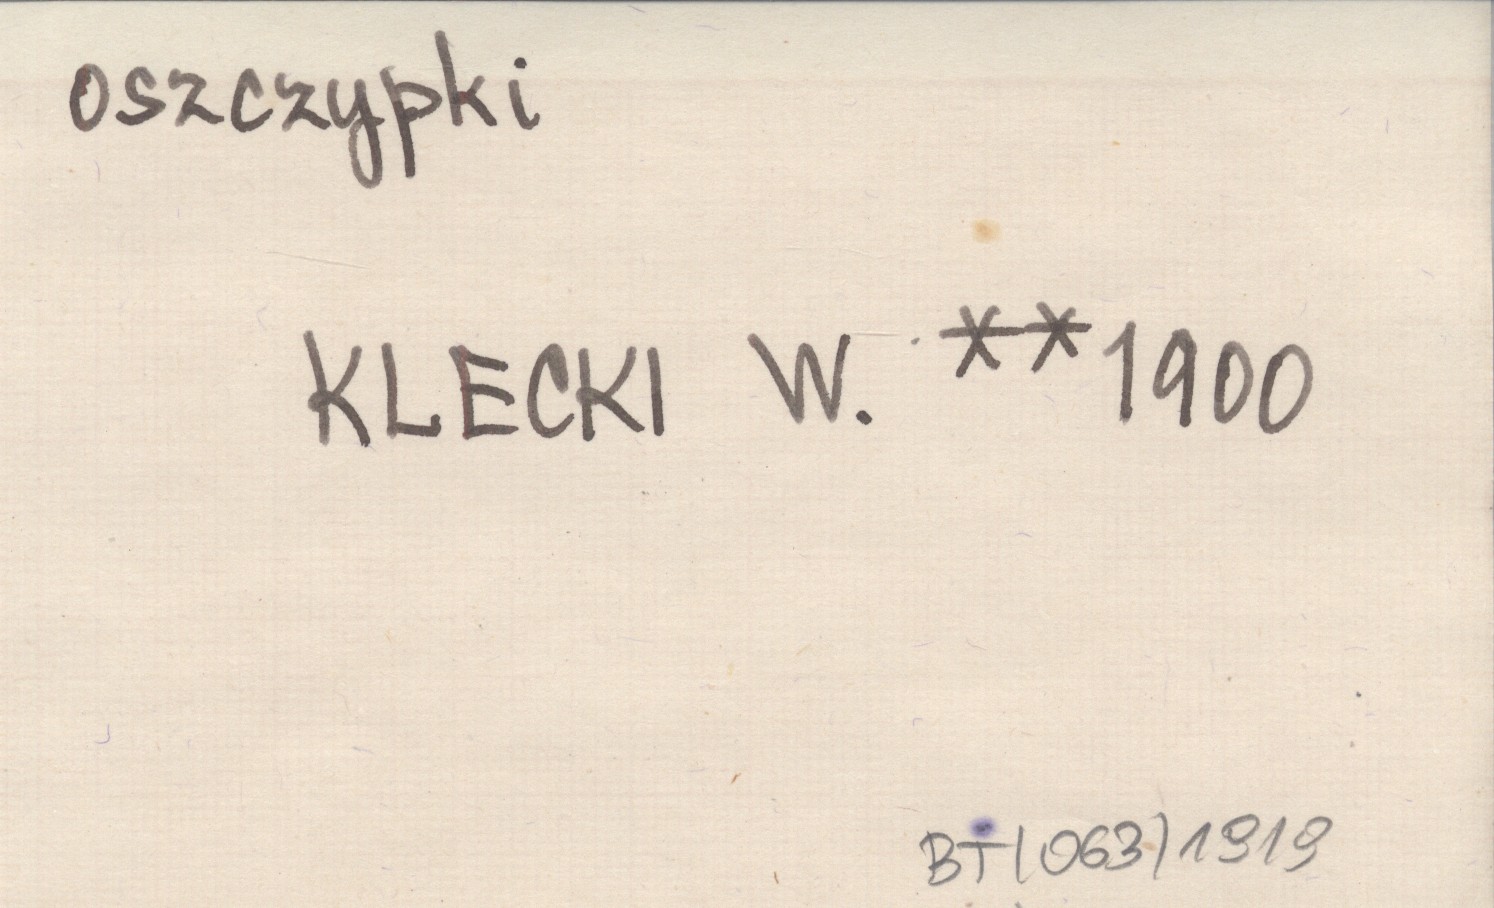 oszczypki
KLECKI W. **1900
BT(063)1919